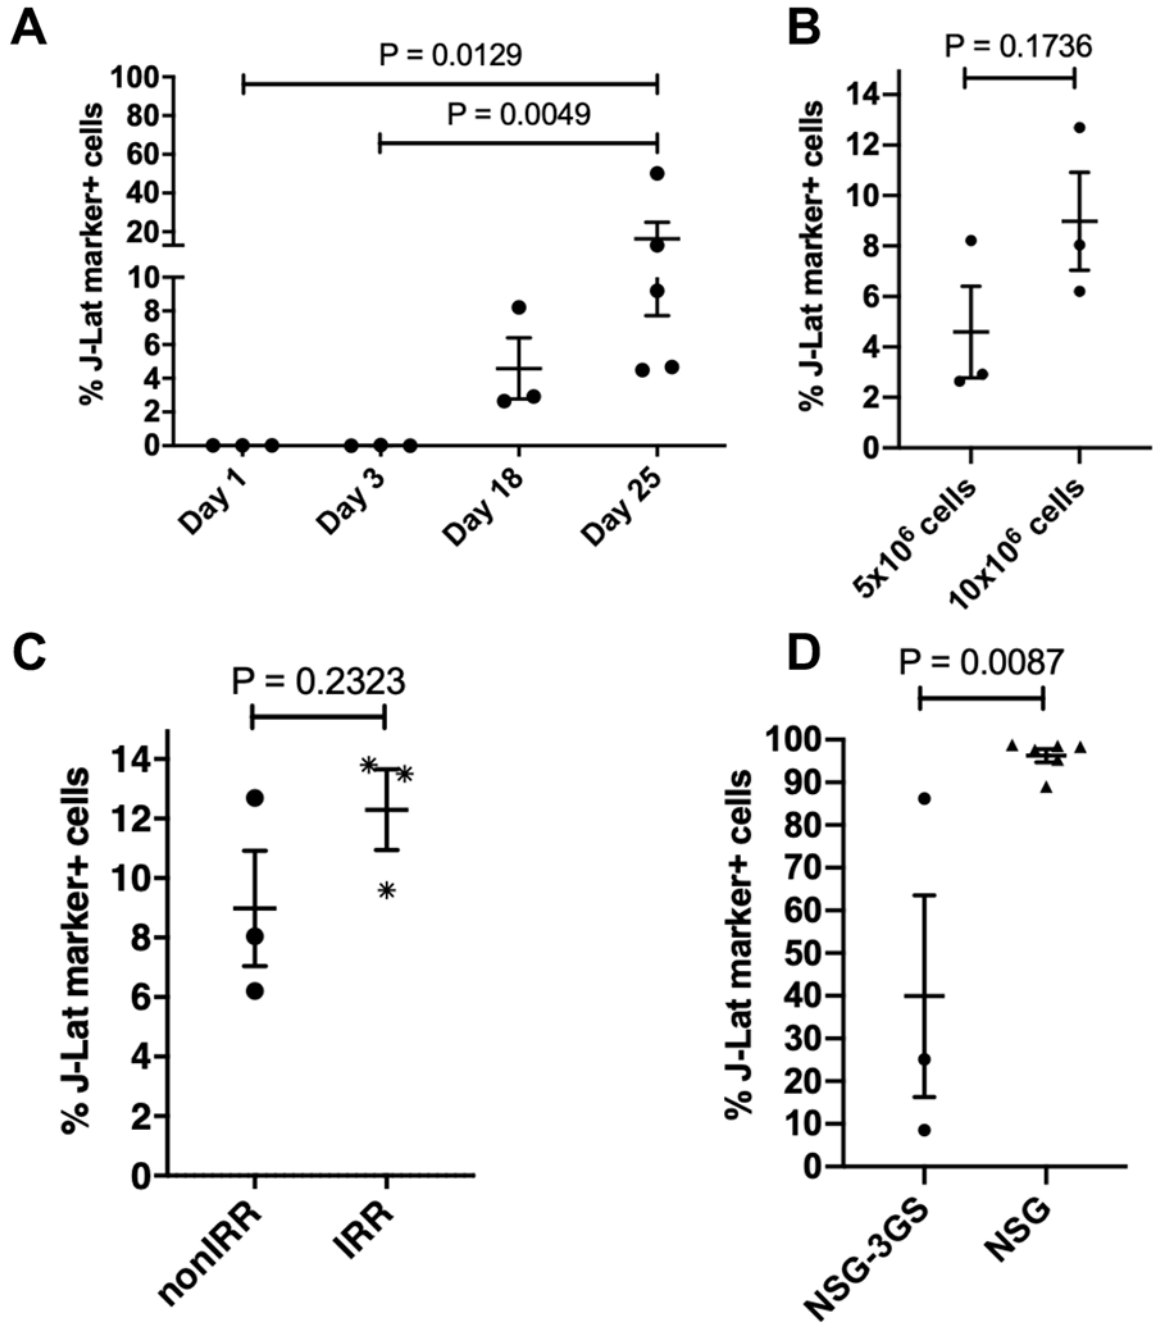 A
P = 0.0129
P = 0.0049
% J-Lat marker+ cells
100
80
60
40
20
10
8
6
4
2
0
Day 1
Day 3
Day 18
Day 25
B
P = 0.1736
% J-Lat marker+ cells
14
12
10
8
6
4
2
0
5x10⁶ cells
10x10⁶ cells
C
P = 0.2323
% J-Lat marker+ cells
14
12
10
8
6
4
2
0
nonIRR
IRR
D
P = 0.0087
% J-Lat marker+ cells
100
90
80
70
60
50
40
30
20
10
0
NSG-3GS
NSG